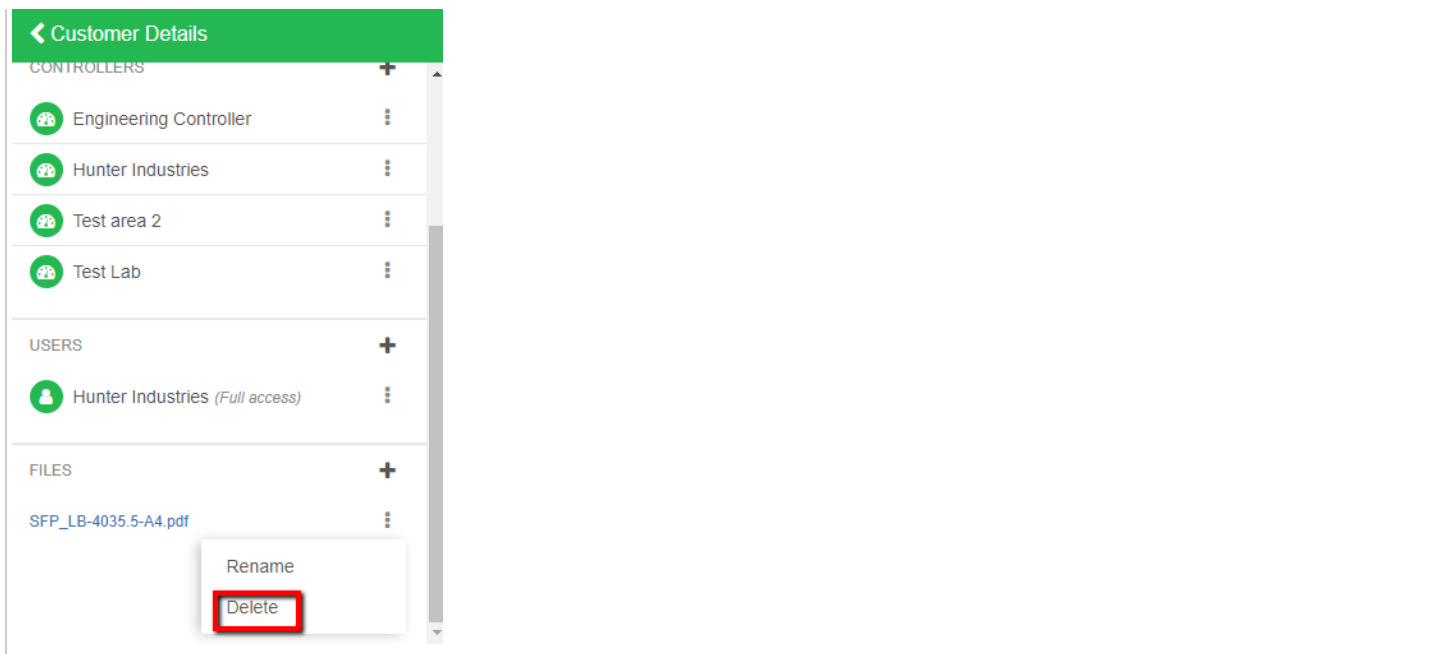 Customer Details
CONTROLLERS
Engineering Controller
Hunter Industries
Test area 2
Test Lab
USERS
Hunter Industries (Full access)
FILES
SFP_LB-4035.5-A4.pdf
Rename
Delete